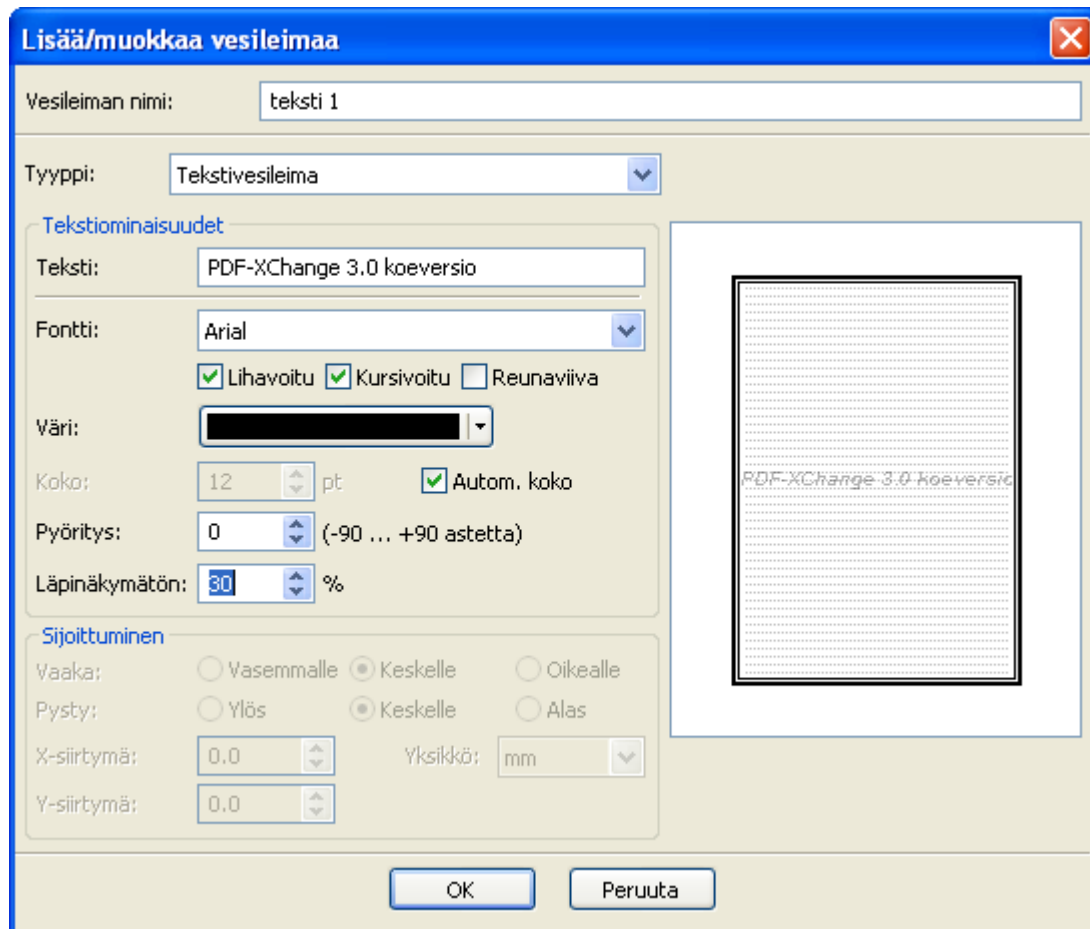 Lisää/muokkaa vesileimaa
Vesileiman nimi: teksti 1
Tyyppi: Tekstivesileima
Tekstiominaisuudet
Teksti: PDF-XChange 3.0 koeversio
Fontti: Arial
Lihavoitu Kursivoitu Reunaviiva
Väri:
Koko: 12 pt Autom. koko
Pyöritys: 0 (-90 ... +90 astetta)
Läpinäkymätön: 30 %
Sijoittuminen
Vaaka: Vasemmalle Keskelle Oikealle
Pysty: Ylös Keskelle Alas
X-siirtymä: 0.0 Yksikkö: mm
Y-siirtymä: 0.0
PDF-XChange 3.0 koeversio
OK Peruuta